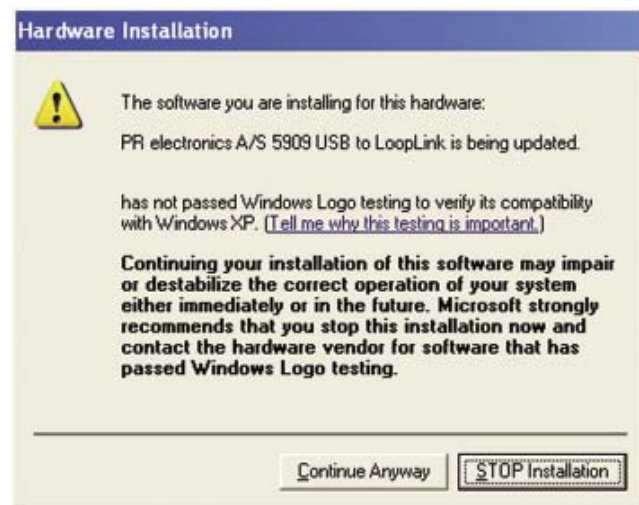 Hardware Installation
The software you are installing for this hardware:
PR electronics A/S 5909 USB to LoopLink is being updated.
has not passed Windows Logo testing to verify its compatibility
with Windows XP. (Tell me why this testing is important.)
Continuing your installation of this software may impair
or destabilize the correct operation of your system
either immediately or in the future. Microsoft strongly
recommends that you stop this installation now and
contact the hardware vendor for software that has
passed Windows Logo testing.
Continue Anyway
STOP Installation